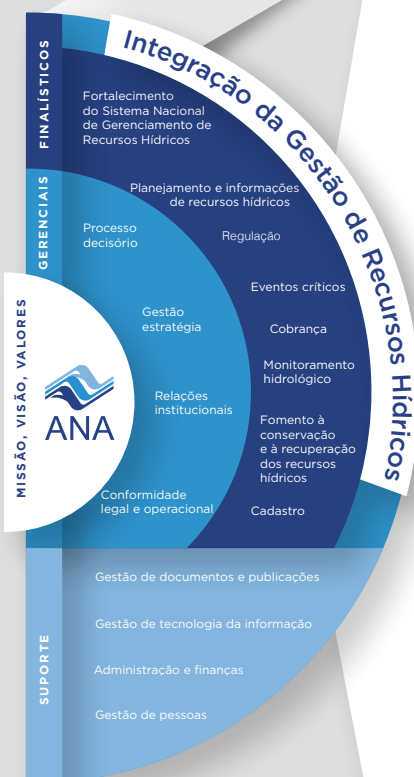 Integração da Gestão de Recursos Hídricos
FINALÍSTICOS
Fortalecimento
do Sistema Nacional
de Gerenciamento de
Recursos Hídricos
Planejamento e informações
de recursos hídricos
Regulação
Eventos críticos
Cobrança
Monitoramento
hidrológico
Fomento à
conservação
e à recuperação
dos recursos
hídricos
Cadastro
GERENCIAIS
Processo
decisório
Gestão
estratégia
Relações
institucionais
Conformidade
legal e operacional
MISSÃO, VISÃO, VALORES
ANA
SUPORTE
Gestão de documentos e publicações
Gestão de tecnologia da informação
Administração e finanças
Gestão de pessoas